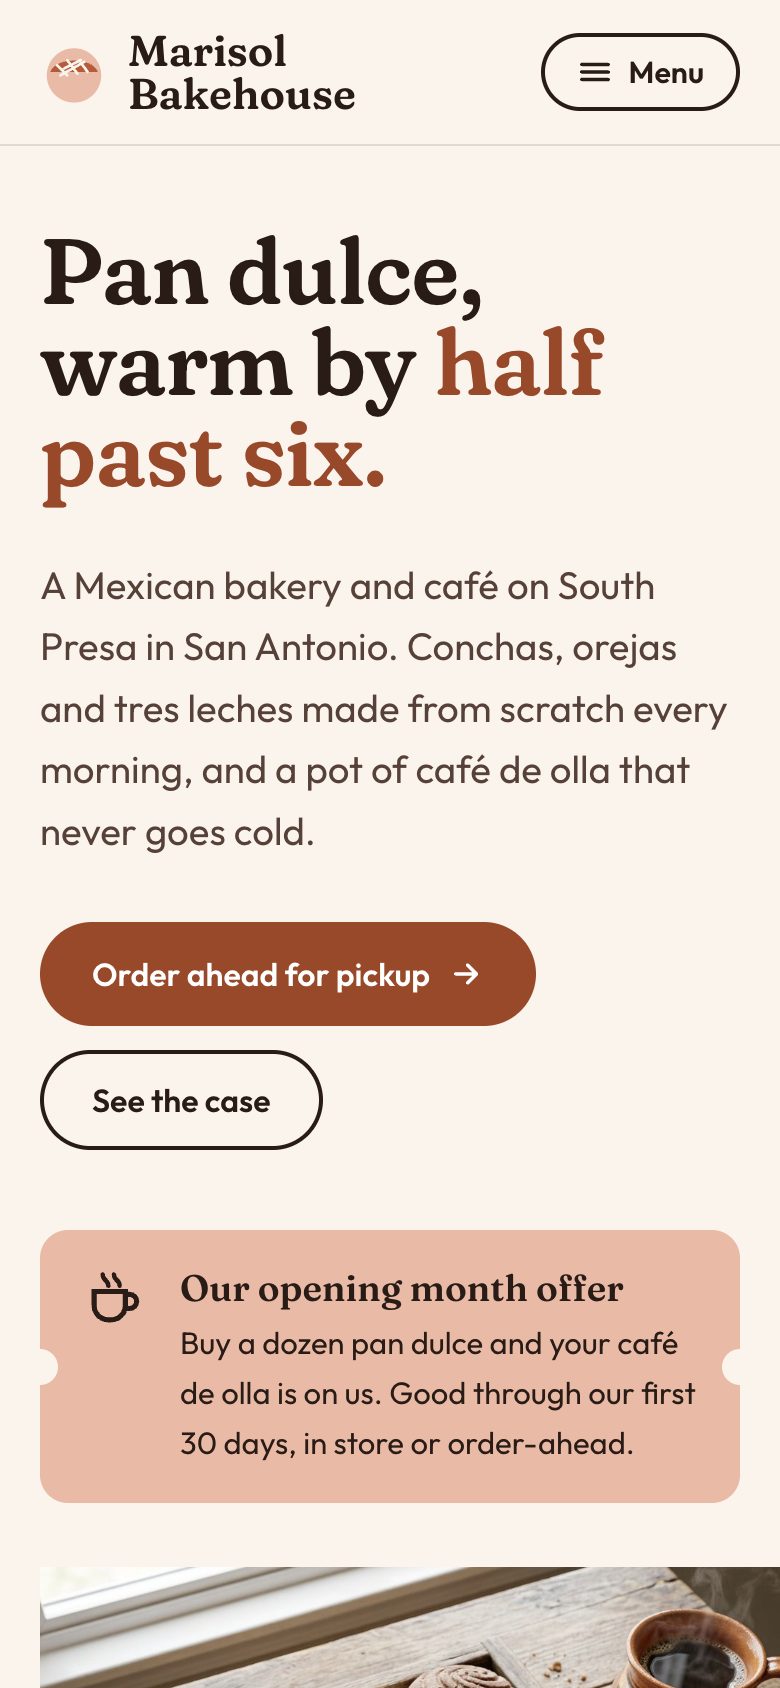 Marisol
Bakehouse
Menu
Pan dulce,
warm by half
past six.
A Mexican bakery and café on South
Presa in San Antonio. Conchas, orejas
and tres leches made from scratch every
morning, and a pot of café de olla that
never goes cold.
Order ahead for pickup →
See the case
Our opening month offer
Buy a dozen pan dulce and your café
de olla is on us. Good through our first
30 days, in store or order-ahead.